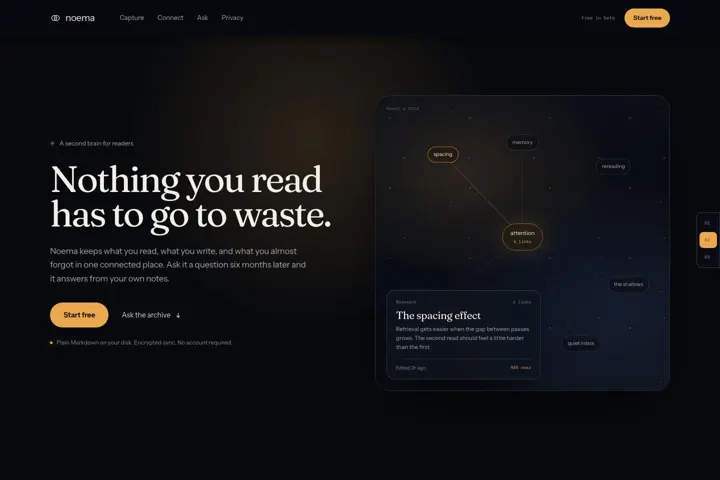 noema
Capture Connect Ask Privacy
Free in beta
Start free
A second brain for readers
Nothing you read
has to go to waste.
Noema keeps what you read, what you write, and what you almost
forgot in one connected place. Ask it a question six months later and
it answers from your own notes.
Start free
Ask the archive ↓
Plain Markdown on your disk. Encrypted sync. No account required.
spacing
memory
rereading
attention
links
the shallows
quiet inbox
Research
links
The spacing effect
Retrieval gets easier when the gap between passes
grows. The second read should feel a little harder
than the first.
Edited 2h ago
01
02
03